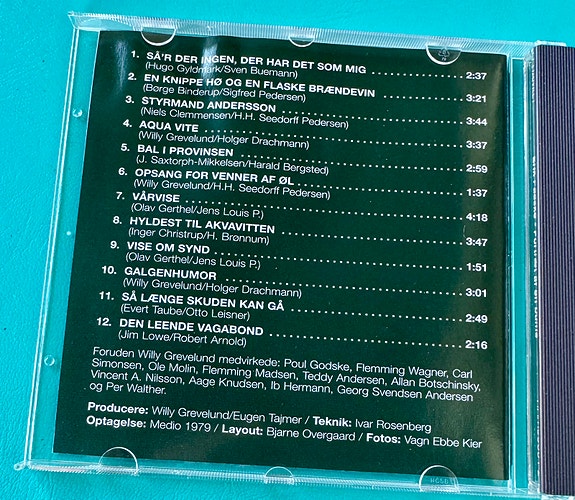 1. SÅ'R DER INGEN, DER HAR DET SOM MIG 2:37
(Hugo Gyldmark/Sven Buemann)
2. EN KNIPPE HØ OG EN FLASKE BRÆNDEVIN 3:21
(Børge Binderup/Sigfred Pedersen)
3. STYRMAND ANDERSSON 3:44
(Niels Clemmensen/H.H. Seedorff Pedersen)
4. AQUA VITE 3:37
(Willy Grevelund/Holger Drachmann)
5. BAL I PROVINSEN 2:59
(J. Saxtorph-Mikkelsen/Harald Bergsted)
6. OPSANG FOR VENNER AF ØL 1:37
(Willy Grevelund/H.H. Seedorff Pedersen)
7. VÅRVISE 4:18
(Olav Gerthel/Jens Louis P.)
8. HYLDEST TIL AKVAVITTEN 3:47
(Inger Christrup/H. Brønnum)
9. VISE OM SYND 1:51
(Olav Gerthel/Jens Louis P.)
10. GALGENHUMOR 3:01
(Willy Grevelund/Holger Drachmann)
11. SÅ LÆNGE SKUDEN KAN GÅ 2:49
(Evert Taube/Otto Leisner)
12. DEN LEENDE VAGABOND 2:16
(Jim Lowe/Robert Arnold)
Foruden Willy Grevelund medvirkede: Poul Godske, Flemming Wagner, Carl
Simonsen, Ole Molin, Flemming Madsen, Teddy Andersen, Allan Botschinsky,
Vincent A. Nilsson, Aage Knudsen, Ib Hermann, Georg Svendsen Andersen
og Per Walther.
Producere: Willy Grevelund/Eugen Tajmer / Teknik: Ivar Rosenberg
Optagelse: Medio 1979 / Layout: Bjarne Overgaard / Fotos: Vagn Ebbe Kier